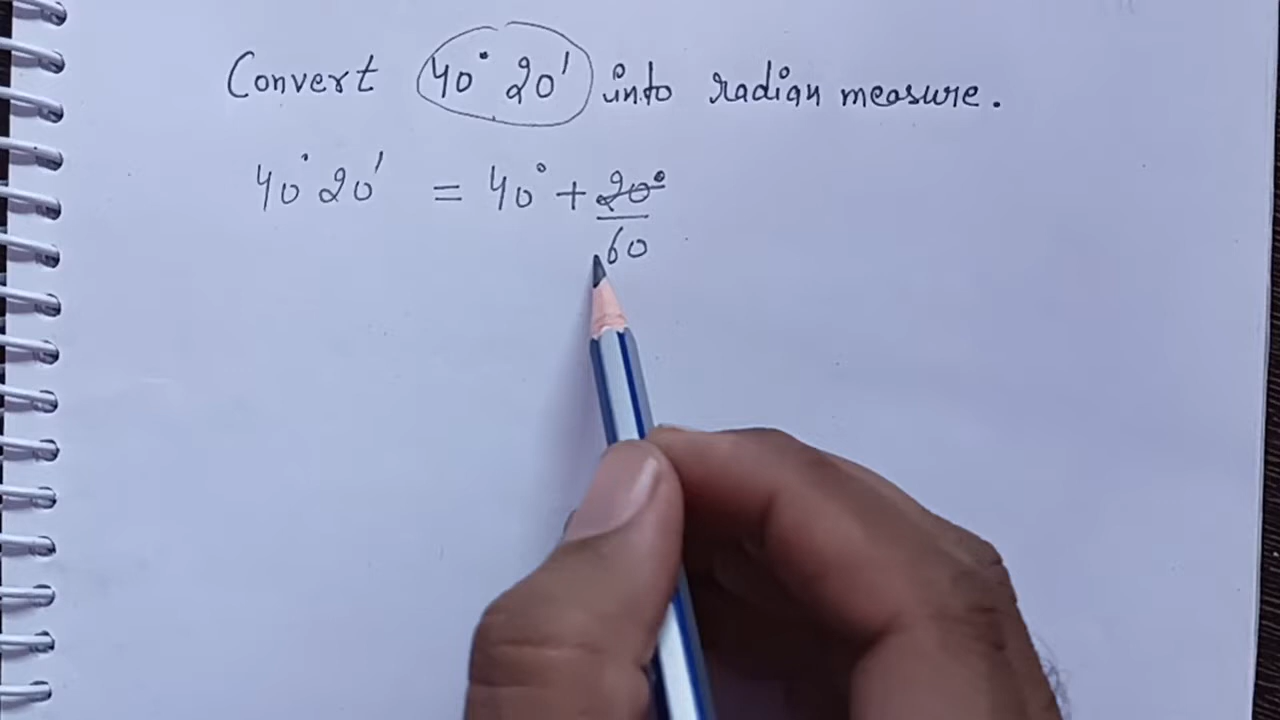 Convert 40° 20' into radian measure.
40° 20' = 40° + 20°/60